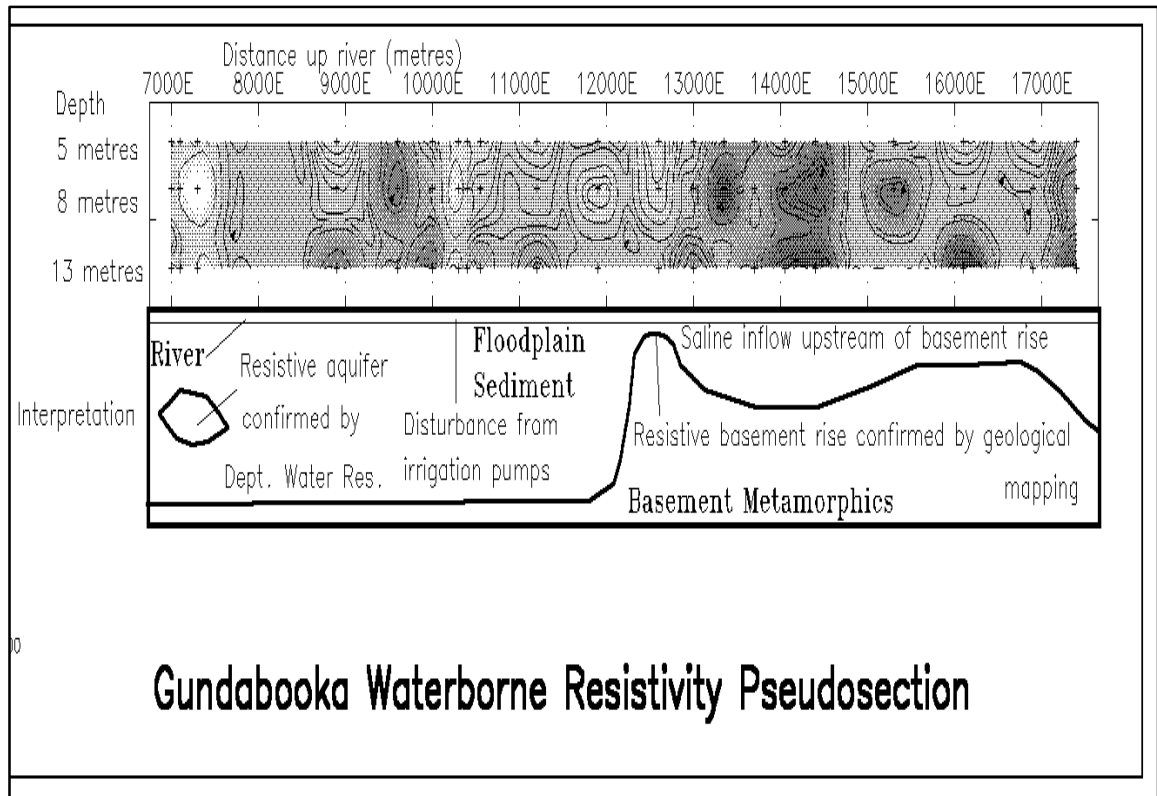 Distance up river (metres)
7000E 8000E 9000E 10000E 11000E 12000E 13000E 14000E 15000E 16000E 17000E
Depth
5 metres
8 metres
13 metres
Interpretation
River
Resistive aquifer
confirmed by
Dept. Water Res.
Disturbance from
irrigation pumps
Floodplain
Sediment
Saline inflow upstream of basement rise
Resistive basement rise confirmed by geological
mapping
Basement Metamorphics
Gundabooka Waterborne Resistivity Pseudosection